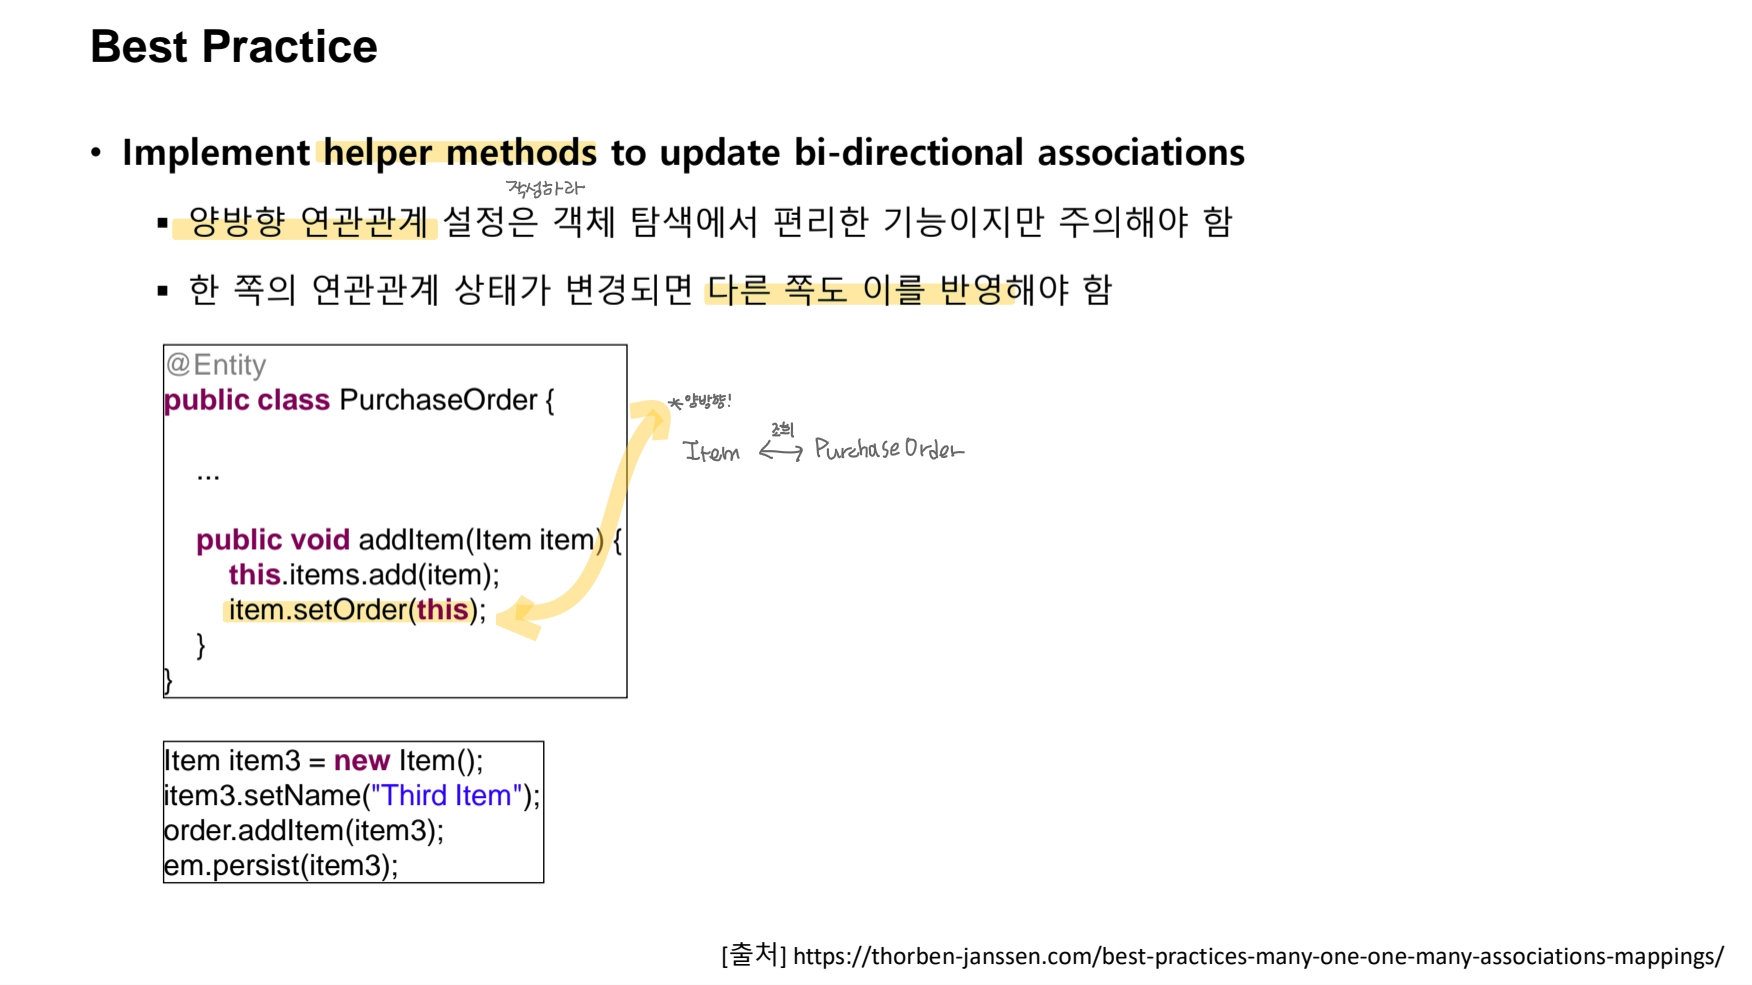 Best Practice
• Implement helper methods to update bi-directional associations
작성하라
▪ 양방향 연관관계 설정은 객체 탐색에서 편리한 기능이지만 주의해야 함
▪ 한 쪽의 연관관계 상태가 변경되면 다른 쪽도 이를 반영해야 함
@Entity
public class PurchaseOrder {
...
public void addItem(Item item) {
this.items.add(item);
item.setOrder(this);
}
}
*양방향!
조회
Item ↔ PurchaseOrder
Item item3 = new Item();
item3.setName("Third Item");
order.addItem(item3);
em.persist(item3);
[출처] https://thorben-janssen.com/best-practices-many-one-one-many-associations-mappings/